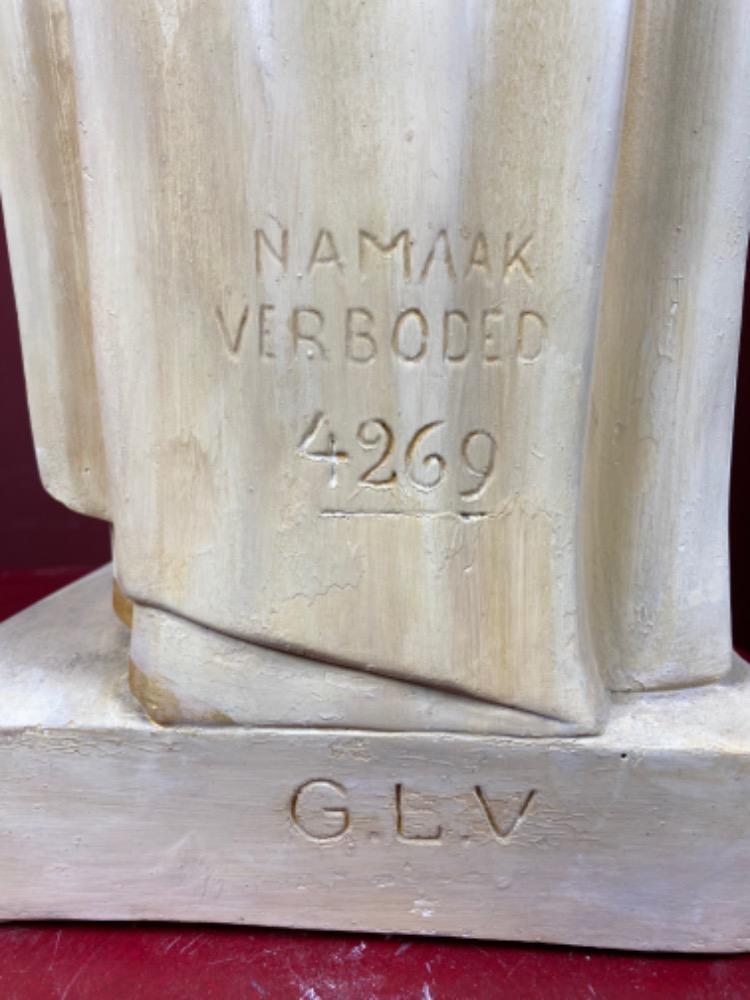 NAMAAK
VERBODED
4269
G.L.V